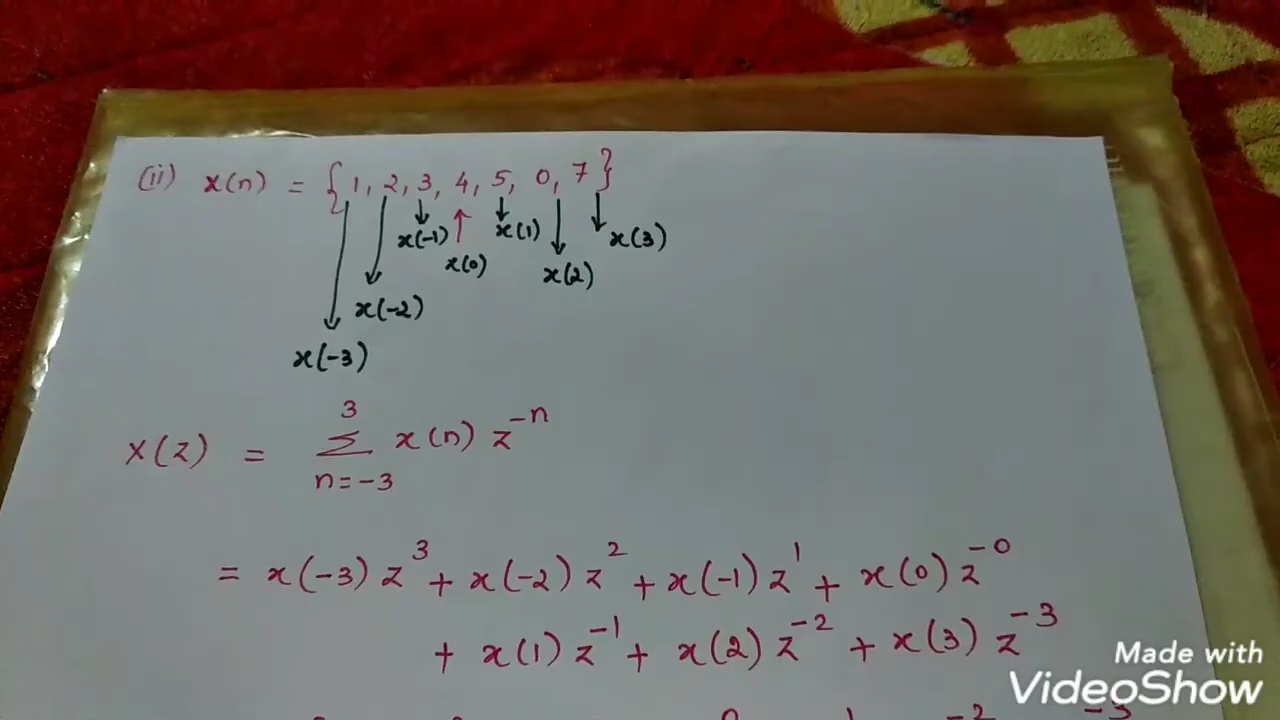 (ii) x(n) = {1, 2, 3, 4, 5, 0, 7}
↓ ↓ ↓ ↑ ↓ ↓ ↓
x(-1) x(1) x(3)
x(0) x(2)
x(-2)
x(-3)
3
X(z) = Σ x(n) z^-n
n=-3
= x(-3) z^3 + x(-2) z^2 + x(-1) z^1 + x(0) z^-0
+ x(1) z^-1 + x(2) z^-2 + x(3) z^-3
Made with
VideoShow